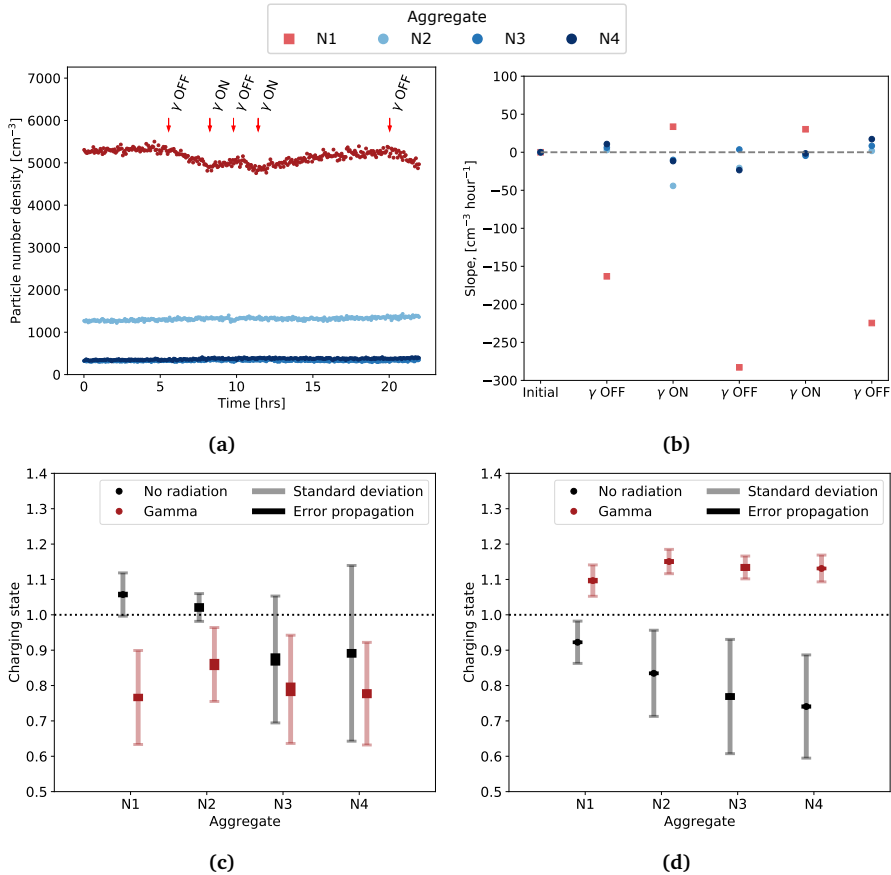 Aggregate
N1 N2 N3 N4
γ OFF γ ON γ OFF γ ON γ OFF
Particle number density [cm⁻³]
7000
6000
5000
4000
3000
2000
1000
0
0 5 10 15 20
Time [hrs]
(a)
Slope, [cm⁻³ hour⁻¹]
100
50
0
−50
−100
−150
−200
−250
−300
Initial γ OFF γ ON γ OFF γ ON γ OFF
(b)
Charging state
1.4
1.3
1.2
1.1
1.0
0.9
0.8
0.7
0.6
0.5
No radiation Standard deviation
Gamma Error propagation
N1 N2 N3 N4
Aggregate
(c)
Charging state
1.4
1.3
1.2
1.1
1.0
0.9
0.8
0.7
0.6
0.5
No radiation Standard deviation
Gamma Error propagation
N1 N2 N3 N4
Aggregate
(d)